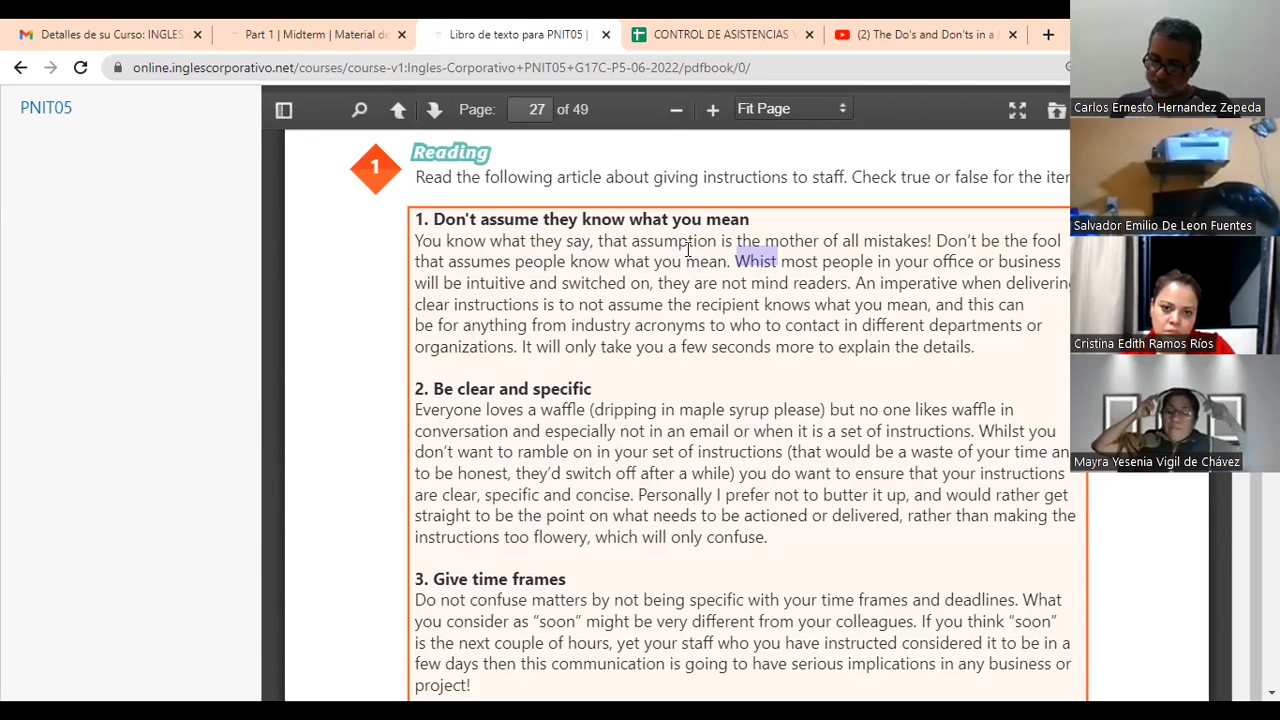 Detalles de su Curso: INGLES
Part 1 | Midterm | Material de
Libro de texto para PNIT05 |
CONTROL DE ASISTENCIAS Y
(2) The Do's and Don'ts in a
online.inglescorporativo.net/courses/course-v1:Ingles-Corporativo+PNIT05+G17C-P5-06-2022/pdfbook/0/
PNIT05
Page: 27 of 49
Fit Page
1
Reading
Read the following article about giving instructions to staff. Check true or false for the iter
1. Don't assume they know what you mean
You know what they say, that assumption is the mother of all mistakes! Don't be the fool
that assumes people know what you mean. Whist most people in your office or business
will be intuitive and switched on, they are not mind readers. An imperative when delivering
clear instructions is to not assume the recipient knows what you mean, and this can
be for anything from industry acronyms to who to contact in different departments or
organizations. It will only take you a few seconds more to explain the details.
2. Be clear and specific
Everyone loves a waffle (dripping in maple syrup please) but no one likes waffle in
conversation and especially not in an email or when it is a set of instructions. Whilst you
don't want to ramble on in your set of instructions (that would be a waste of your time an
to be honest, they'd switch off after a while) you do want to ensure that your instructions
are clear, specific and concise. Personally I prefer not to butter it up, and would rather get
straight to be the point on what needs to be actioned or delivered, rather than making the
instructions too flowery, which will only confuse.
3. Give time frames
Do not confuse matters by not being specific with your time frames and deadlines. What
you consider as “soon” might be very different from your colleagues. If you think “soon”
is the next couple of hours, yet your staff who you have instructed considered it to be in a
few days then this communication is going to have serious implications in any business or
project!
Carlos Ernesto Hernandez Zepeda
Salvador Emilio De Leon Fuentes
Cristina Edith Ramos Ríos
Mayra Yesenia Vigil de Chávez